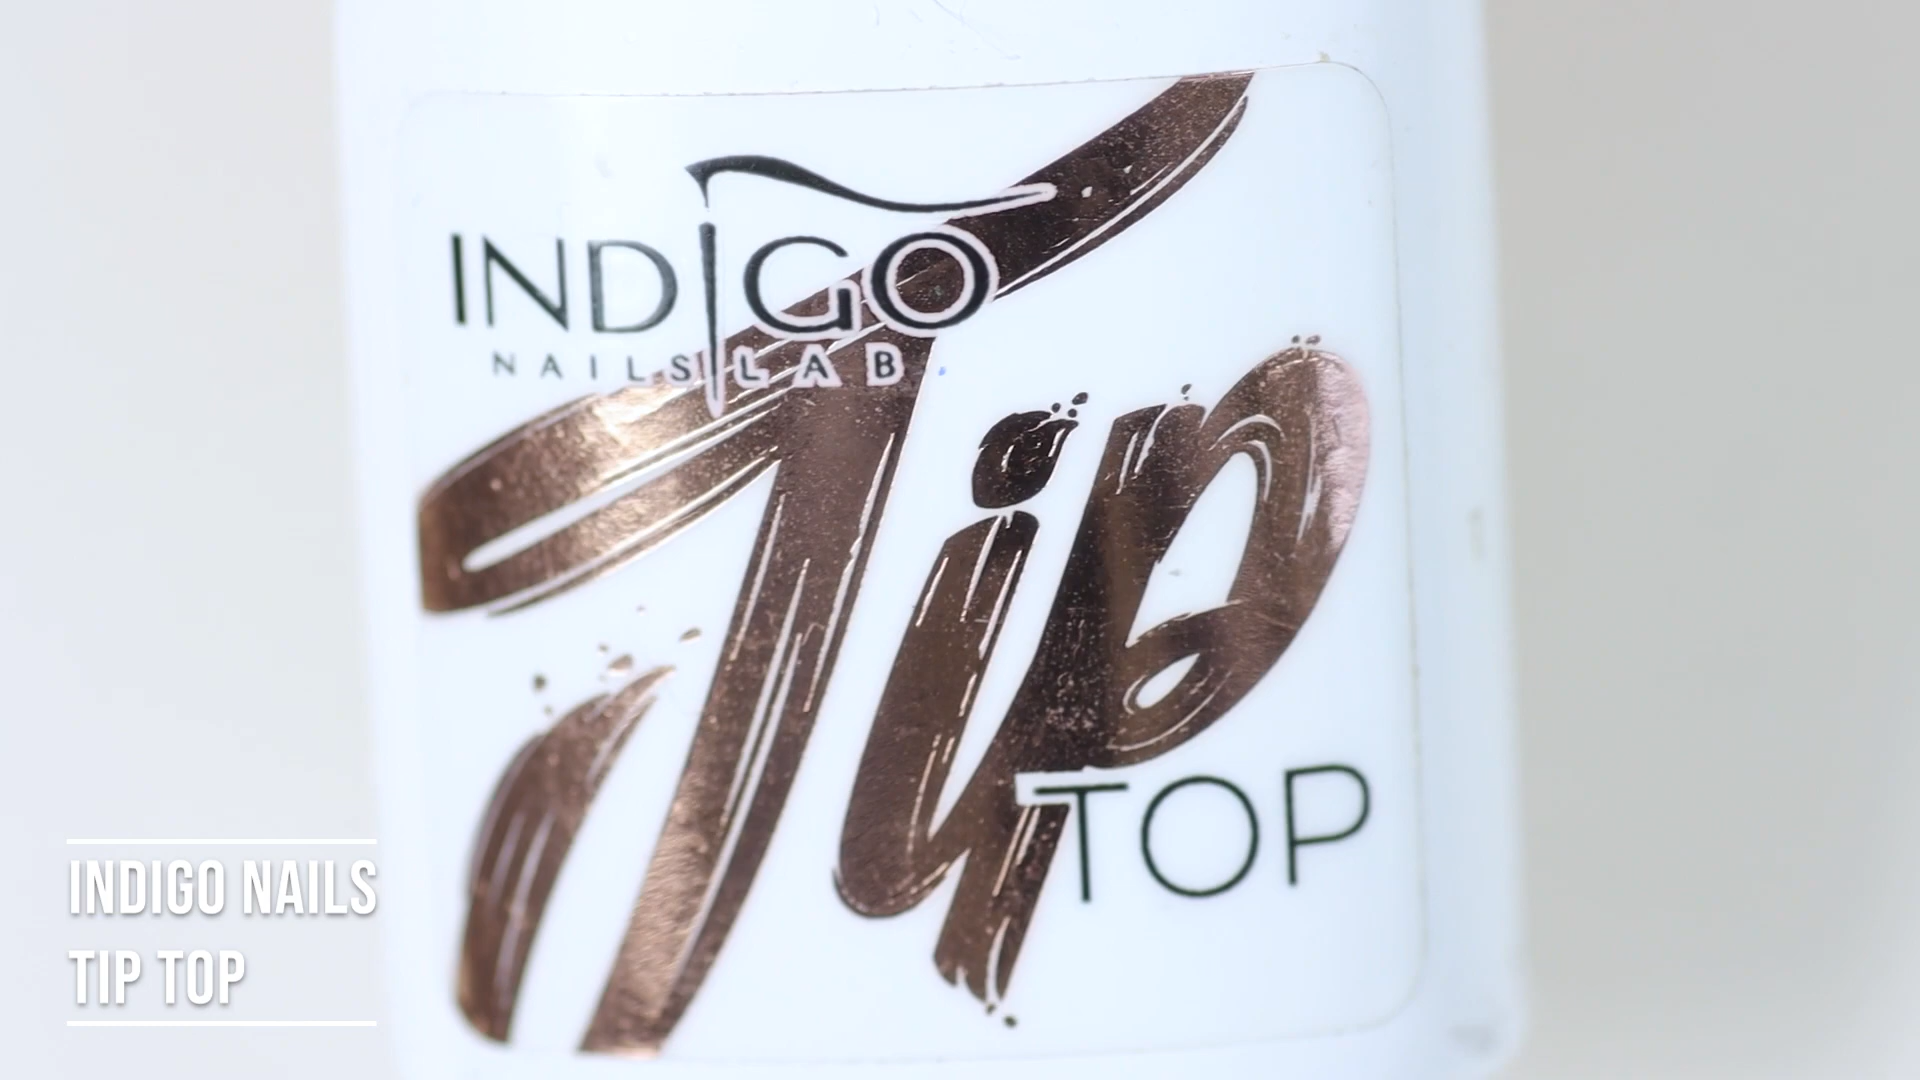 INDIGO
NAILS LAB
Tip
TOP
INDIGO NAILS
TIP TOP